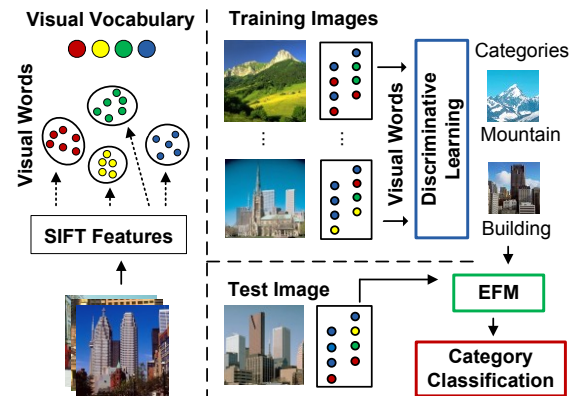 Visual Vocabulary
Visual Words
SIFT Features
Training Images
...
...
Visual Words
Discriminative
Learning
Categories
Mountain
Building
Test Image
EFM
Category
Classification